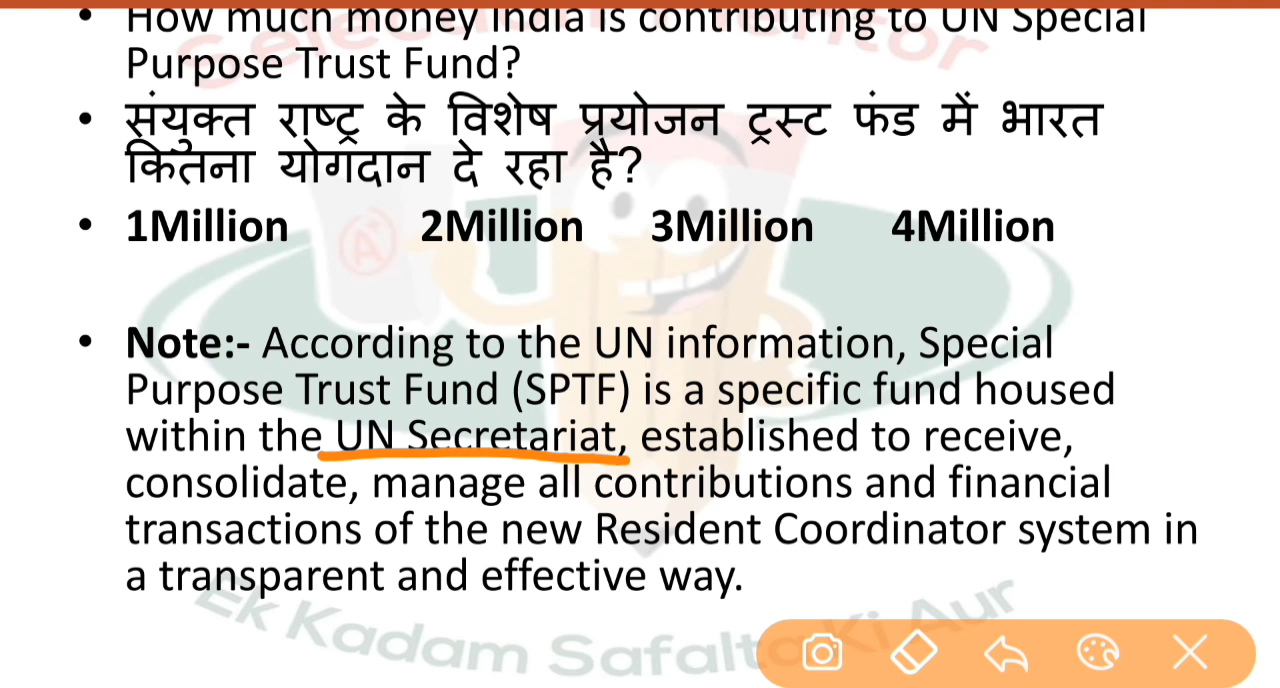 • How much money India is contributing to UN Special
Purpose Trust Fund?
• संयुक्त राष्ट्र के विशेष प्रयोजन ट्रस्ट फंड में भारत
कितना योगदान दे रहा है?
• 1Million 2Million 3Million 4Million
• Note:- According to the UN information, Special
Purpose Trust Fund (SPTF) is a specific fund housed
within the UN Secretariat, established to receive,
consolidate, manage all contributions and financial
transactions of the new Resident Coordinator system in
a transparent and effective way.
Ek Kadam Safalta Ki Aur